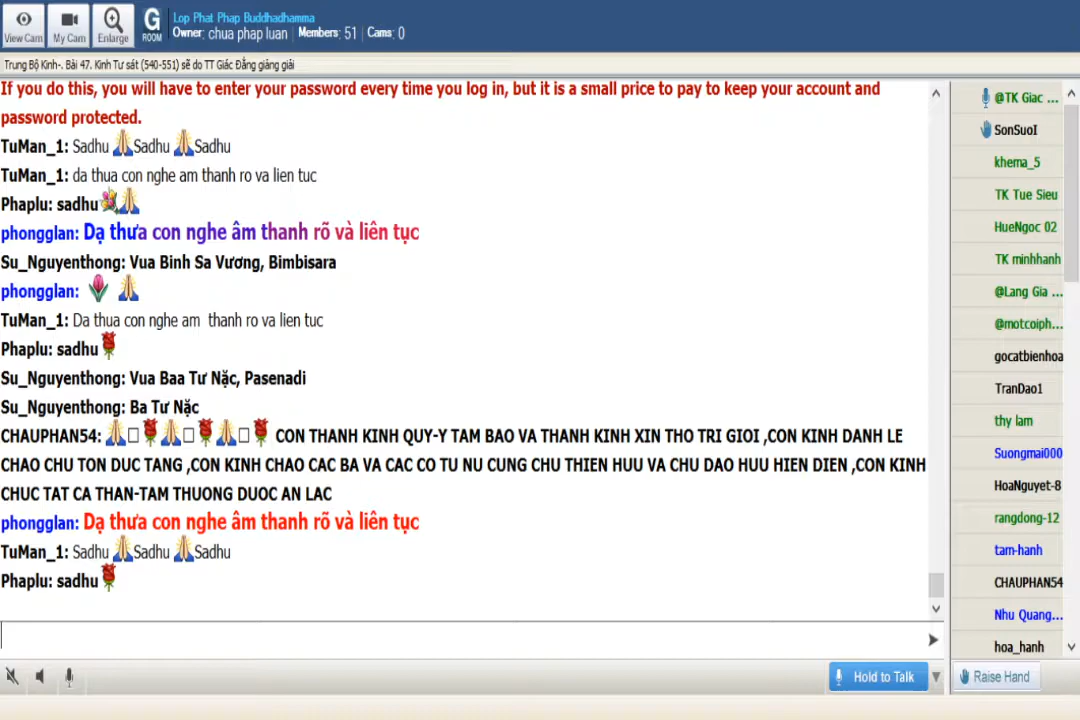 View Cam
My Cam
Enlarge
G
ROOM
Lop Phat Phap Buddhadhamma
Owner: chua phap luan | Members: 51 | Cams: 0
Trung Bộ Kinh-. Bài 47. Kinh Tư sát (540-551) sẽ do TT Giác Đẳng giảng giải
If you do this, you will have to enter your password every time you log in, but it is a small price to pay to keep your account and
password protected.
TuMan_1: Sadhu 🙏Sadhu 🙏Sadhu
TuMan_1: da thua con nghe am thanh ro va lien tuc
Phaplu: sadhu💐🙏
phongglan: Dạ thưa con nghe âm thanh rõ và liên tục
Su_Nguyenthong: Vua Binh Sa Vương, Bimbisara
phongglan: 🌷 🙏
TuMan_1: Da thua con nghe am thanh ro va lien tuc
Phaplu: sadhu🌹
Su_Nguyenthong: Vua Baa Tư Nặc, Pasenadi
Su_Nguyenthong: Ba Tư Nặc
CHAUPHAN54: 🙏□🌹🙏□🌹🙏□🌹 CON THANH KINH QUY-Y TAM BAO VA THANH KINH XIN THO TRI GIOI ,CON KINH DANH LE
CHAO CHU TON DUC TANG ,CON KINH CHAO CAC BA VA CAC CO TU NU CUNG CHU THIEN HUU VA CHU DAO HUU HIEN DIEN ,CON KINH
CHUC TAT CA THAN-TAM THUONG DUOC AN LAC
phongglan: Dạ thưa con nghe âm thanh rõ và liên tục
TuMan_1: Sadhu 🙏Sadhu 🙏Sadhu
Phaplu: sadhu🌹
@TK Giac ...
SonSuoI
khema_5
TK Tue Sieu
HueNgoc 02
TK minhhanh
@Lang Gia ...
@motcoiph...
gocatbienhoa
TranDao1
thy lam
Suongmai000
HoaNguyet-8
rangdong-12
tam-hanh
CHAUPHAN54
Nhu Quang...
hoa_hanh
Hold to Talk
Raise Hand